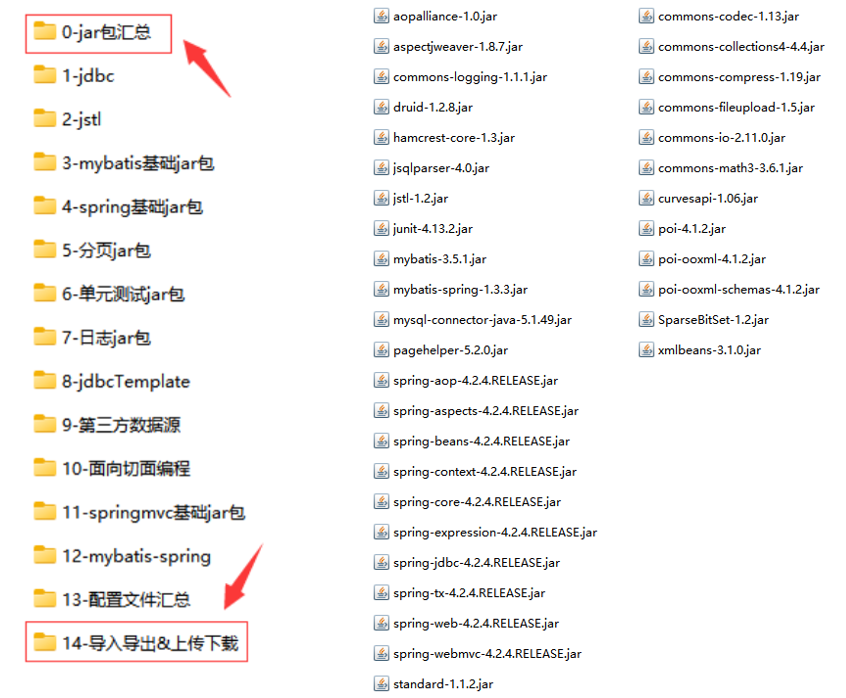 0-jar包汇总
1-jdbc
2-jstl
3-mybatis基础jar包
4-spring基础jar包
5-分页jar包
6-单元测试jar包
7-日志jar包
8-jdbcTemplate
9-第三方数据源
10-面向切面编程
11-springmvc基础jar包
12-mybatis-spring
13-配置文件汇总
14-导入导出&上传下载
aopalliance-1.0.jar
aspectjweaver-1.8.7.jar
commons-logging-1.1.1.jar
druid-1.2.8.jar
hamcrest-core-1.3.jar
jsqlparser-4.0.jar
jstl-1.2.jar
junit-4.13.2.jar
mybatis-3.5.1.jar
mybatis-spring-1.3.3.jar
mysql-connector-java-5.1.49.jar
pagehelper-5.2.0.jar
spring-aop-4.2.4.RELEASE.jar
spring-aspects-4.2.4.RELEASE.jar
spring-beans-4.2.4.RELEASE.jar
spring-context-4.2.4.RELEASE.jar
spring-core-4.2.4.RELEASE.jar
spring-expression-4.2.4.RELEASE.jar
spring-jdbc-4.2.4.RELEASE.jar
spring-tx-4.2.4.RELEASE.jar
spring-web-4.2.4.RELEASE.jar
spring-webmvc-4.2.4.RELEASE.jar
standard-1.1.2.jar
commons-codec-1.13.jar
commons-collections4-4.4.jar
commons-compress-1.19.jar
commons-fileupload-1.5.jar
commons-io-2.11.0.jar
commons-math3-3.6.1.jar
curvesapi-1.06.jar
poi-4.1.2.jar
poi-ooxml-4.1.2.jar
poi-ooxml-schemas-4.1.2.jar
SparseBitSet-1.2.jar
xmlbeans-3.1.0.jar